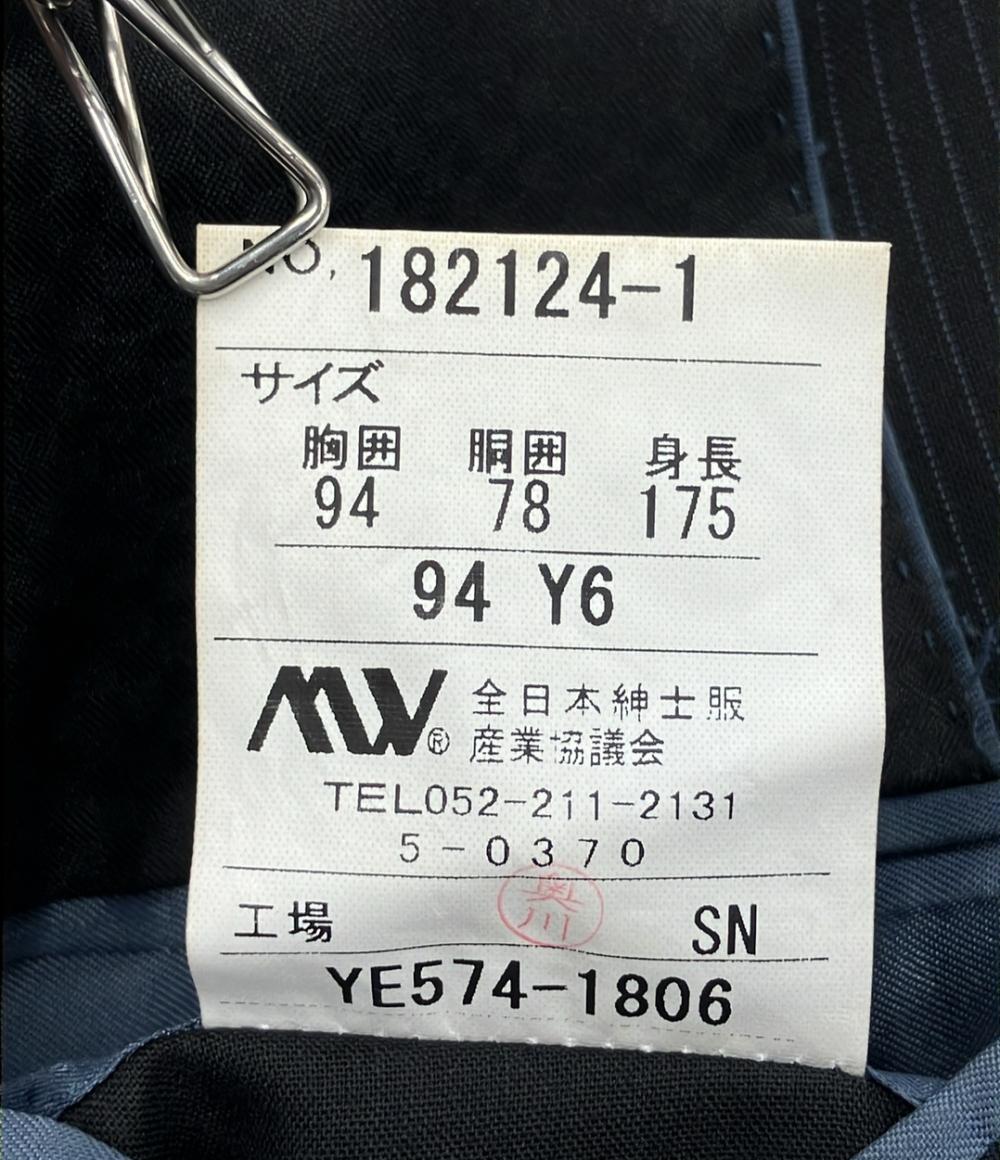 NO. 182124-1
サイズ
胸囲 胴囲 身長
94 78 175
94 Y6
MW® 全日本紳士服
産業協議会
TEL052-211-2131
5-0370
奥川
工場 SN
YE574-1806